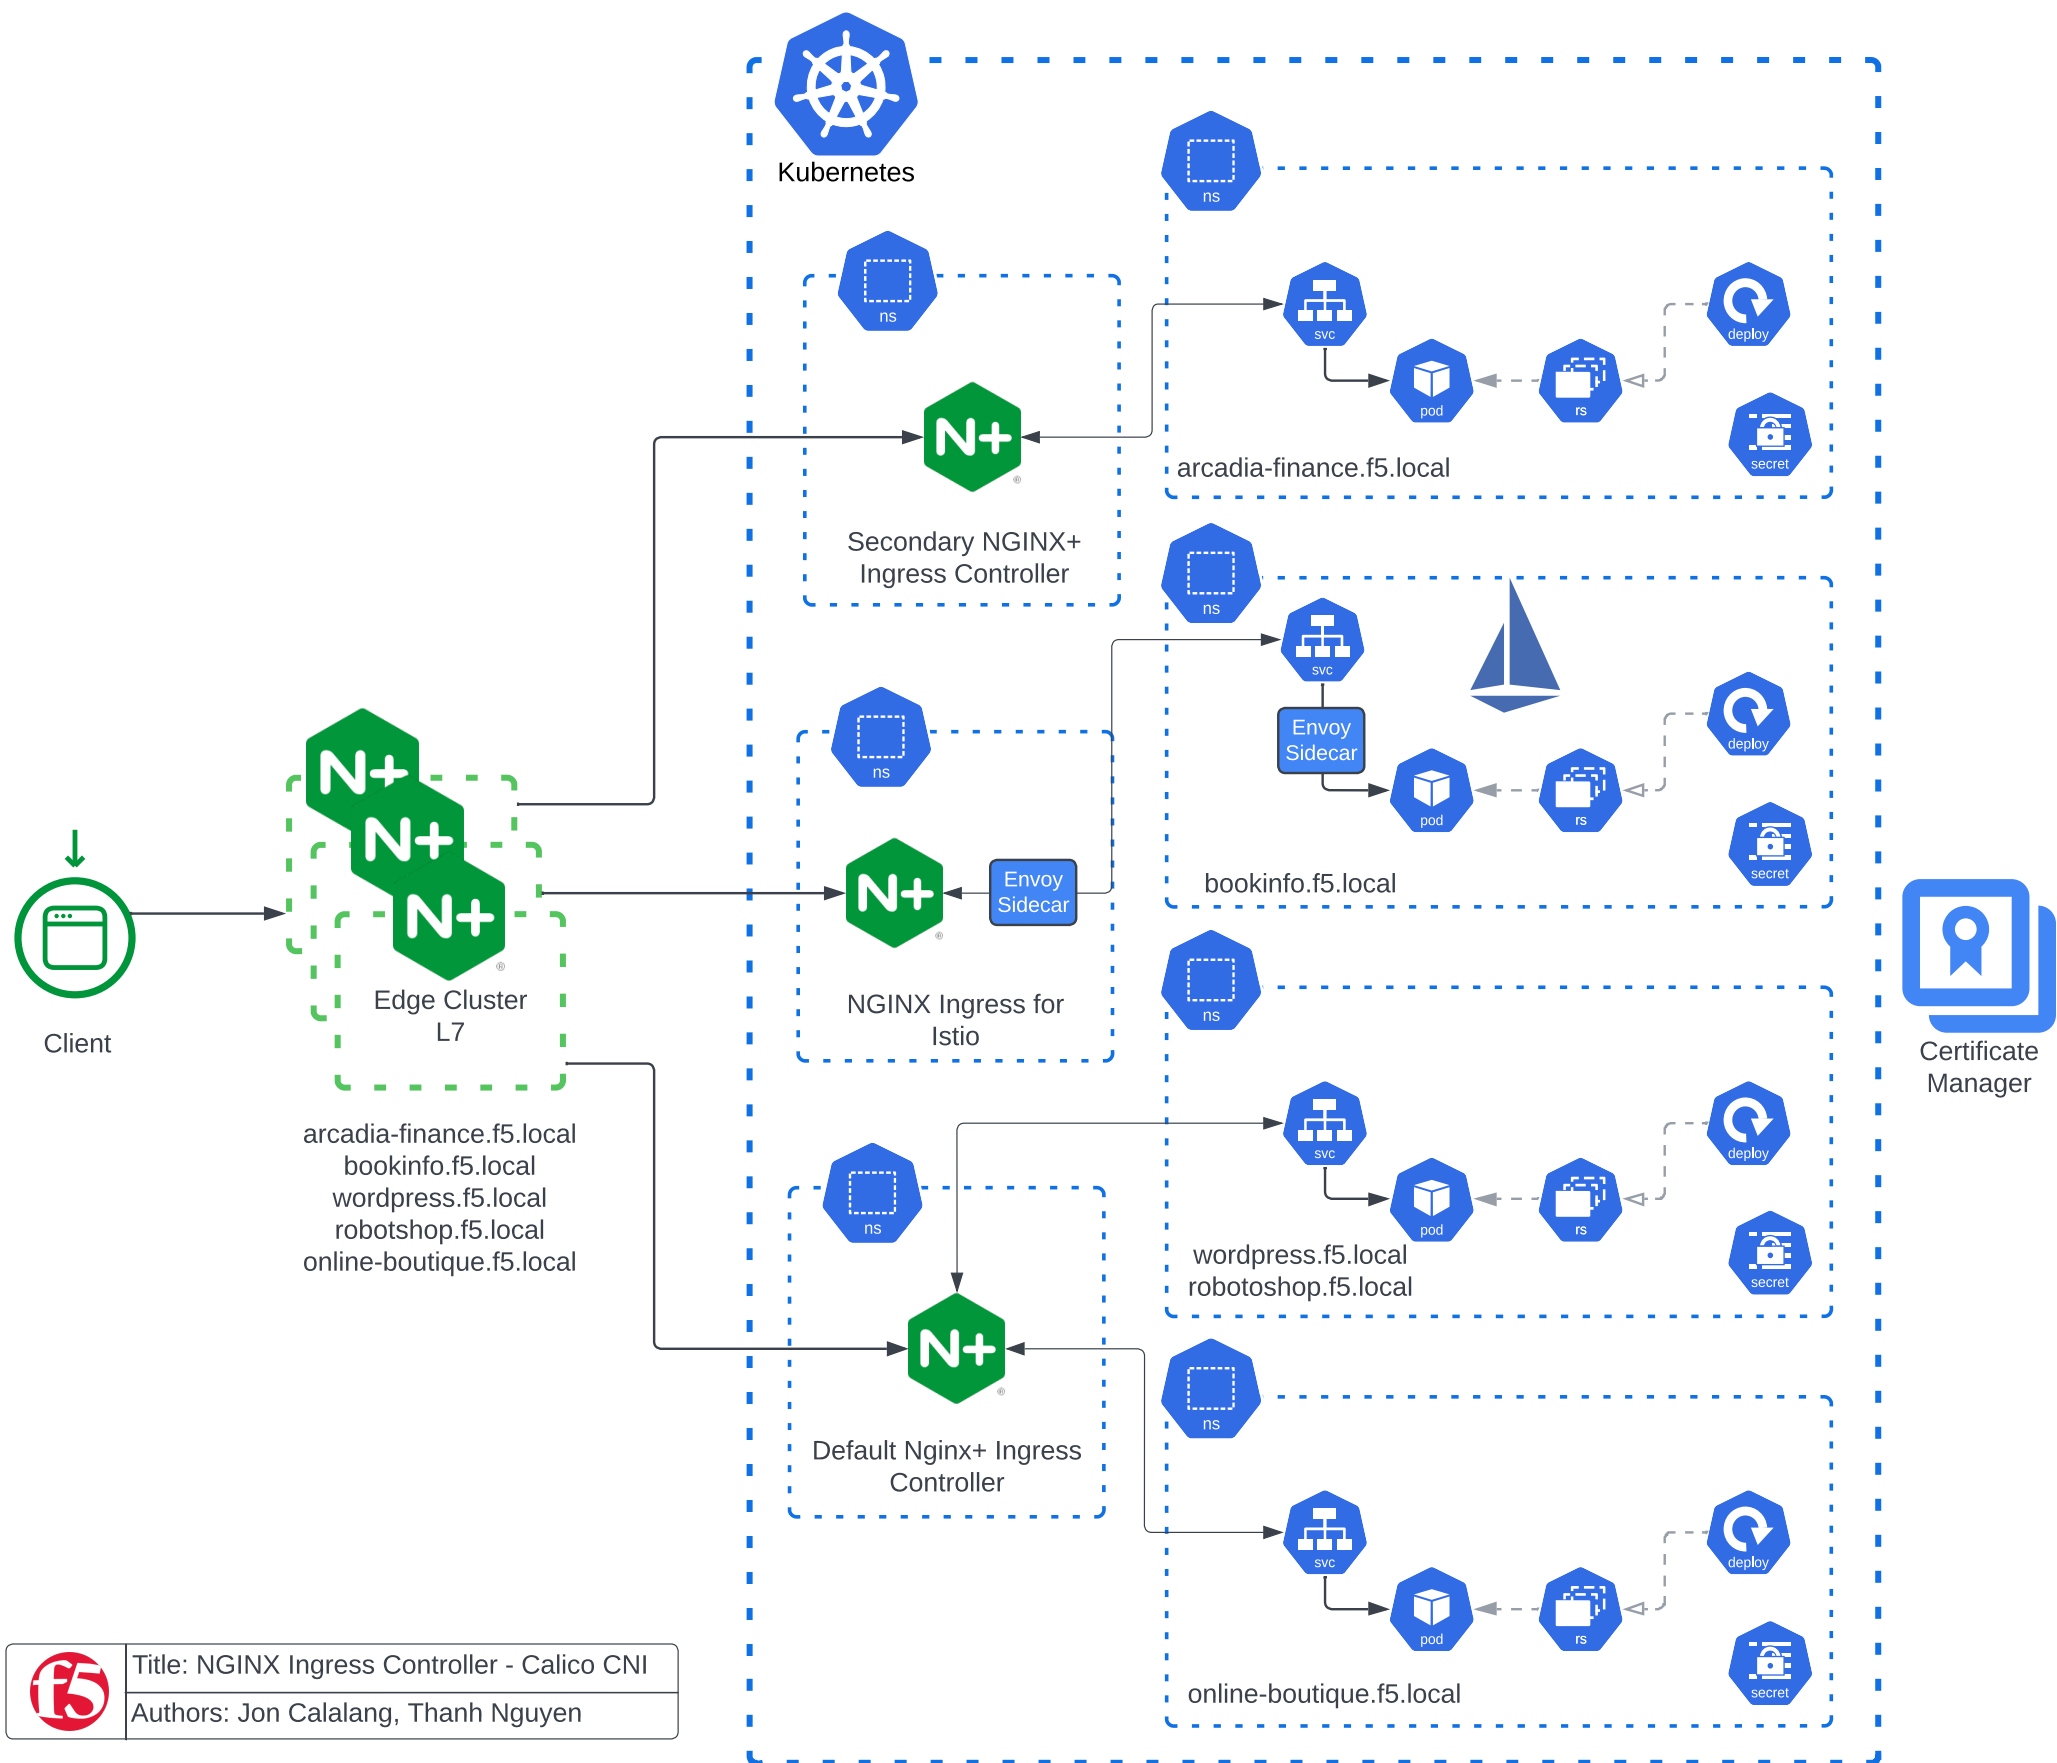 Kubernetes
ns
ns
svc
deploy
pod
rs
secret
arcadia-finance.f5.local
N+
®
Secondary NGINX+
Ingress Controller
ns
svc
Envoy
Sidecar
deploy
pod
rs
secret
bookinfo.f5.local
ns
N+
®
Envoy
Sidecar
NGINX Ingress for
Istio
N+
N+
N+
®
Edge Cluster
L7
Client
arcadia-finance.f5.local
bookinfo.f5.local
wordpress.f5.local
robotshop.f5.local
online-boutique.f5.local
Certificate
Manager
ns
svc
deploy
pod
rs
secret
wordpress.f5.local
robotoshop.f5.local
ns
N+
®
Default Nginx+ Ingress
Controller
ns
svc
deploy
pod
rs
secret
online-boutique.f5.local
f5
Title: NGINX Ingress Controller - Calico CNI
Authors: Jon Calalang, Thanh Nguyen